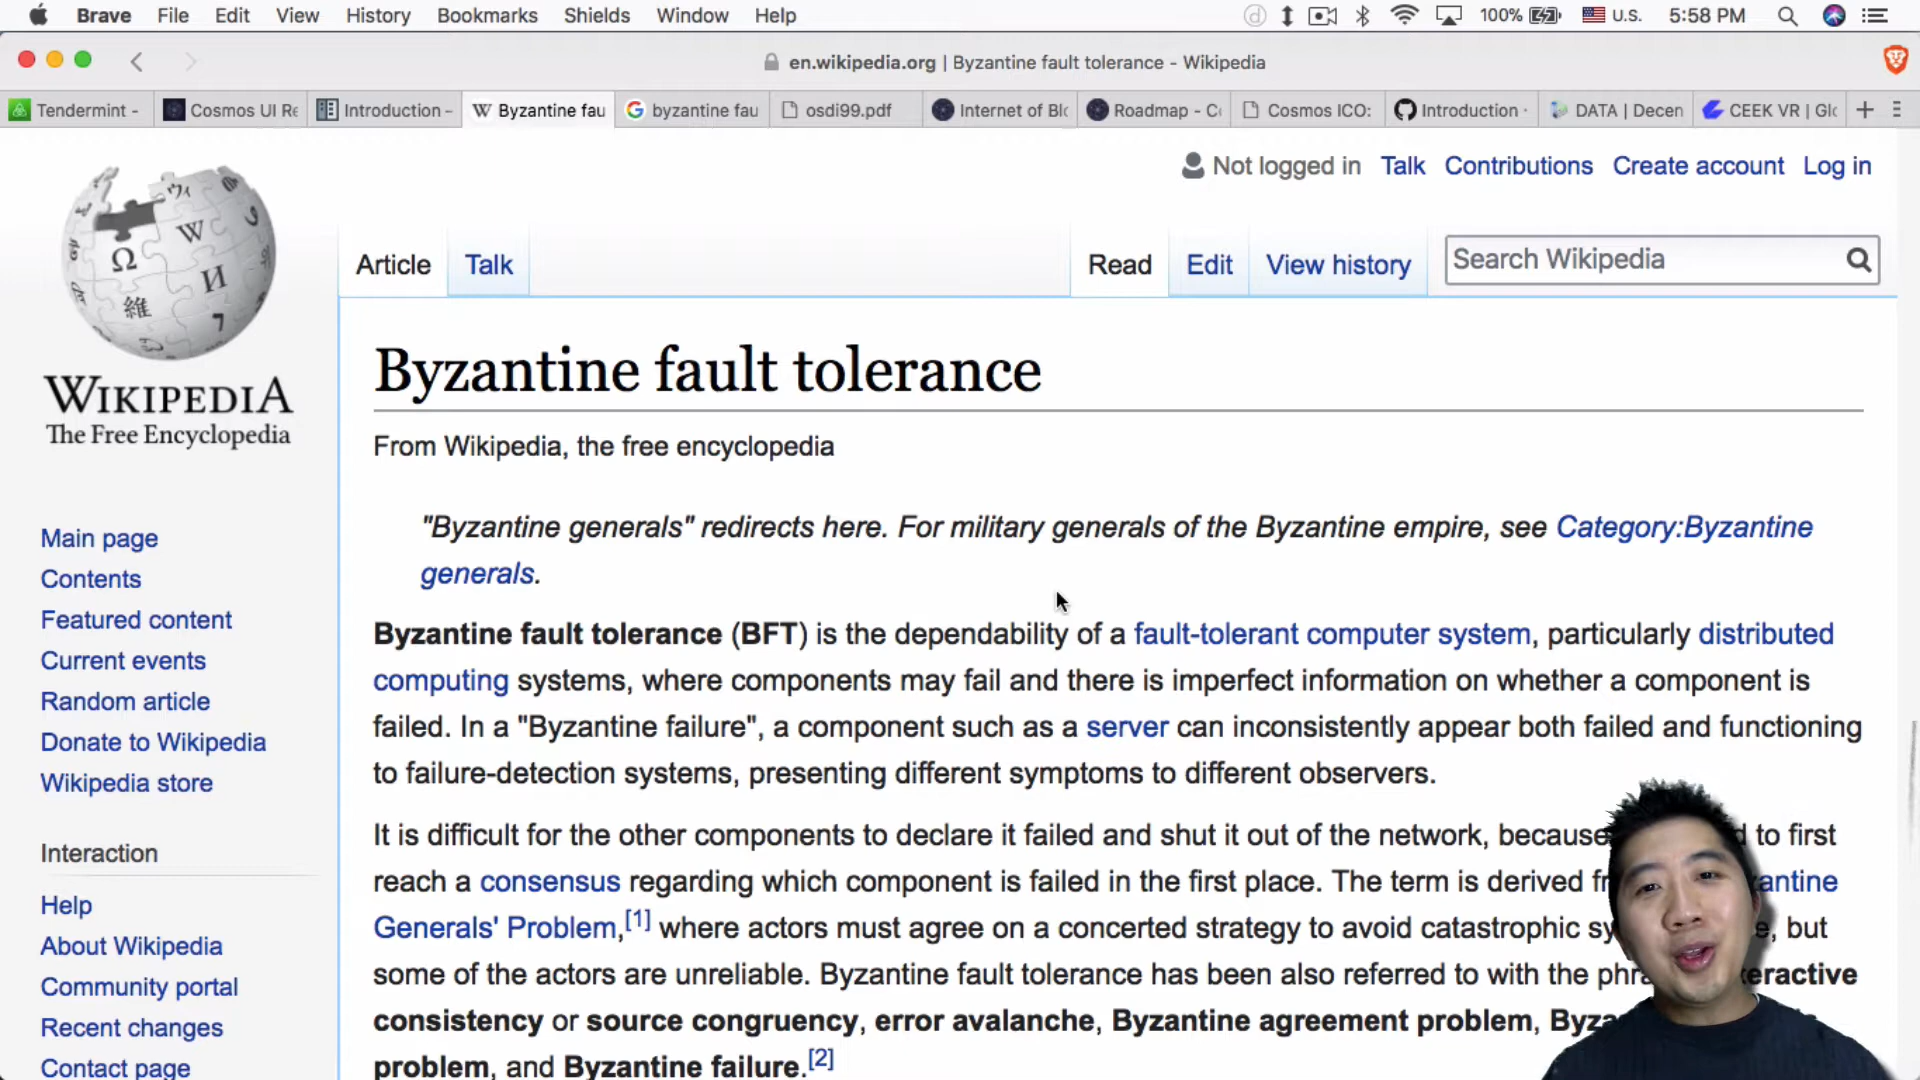 Brave File Edit View History Bookmarks Shields Window Help 100% U.S. 5:58 PM
en.wikipedia.org | Byzantine fault tolerance - Wikipedia
Tendermint - Cosmos UI Re Introduction - W Byzantine fau byzantine fau osdi99.pdf Internet of Blo Roadmap - Co Cosmos ICO: Introduction · DATA | Decen CEEK VR | Glo
Not logged in Talk Contributions Create account Log in
Article Talk Read Edit View history Search Wikipedia
WIKIPEDIA
The Free Encyclopedia
Byzantine fault tolerance
From Wikipedia, the free encyclopedia
"Byzantine generals" redirects here. For military generals of the Byzantine empire, see Category:Byzantine
generals.
Byzantine fault tolerance (BFT) is the dependability of a fault-tolerant computer system, particularly distributed
computing systems, where components may fail and there is imperfect information on whether a component is
failed. In a "Byzantine failure", a component such as a server can inconsistently appear both failed and functioning
to failure-detection systems, presenting different symptoms to different observers.
It is difficult for the other components to declare it failed and shut it out of the network, because to first
reach a consensus regarding which component is failed in the first place. The term is derived
Generals' Problem,[1] where actors must agree on a concerted strategy to avoid catastrophic but
some of the actors are unreliable. Byzantine fault tolerance has been also referred to with the
consistency or source congruency, error avalanche, Byzantine agreement problem,
problem, and Byzantine failure.[2]
Main page
Contents
Featured content
Current events
Random article
Donate to Wikipedia
Wikipedia store
Interaction
Help
About Wikipedia
Community portal
Recent changes
Contact page